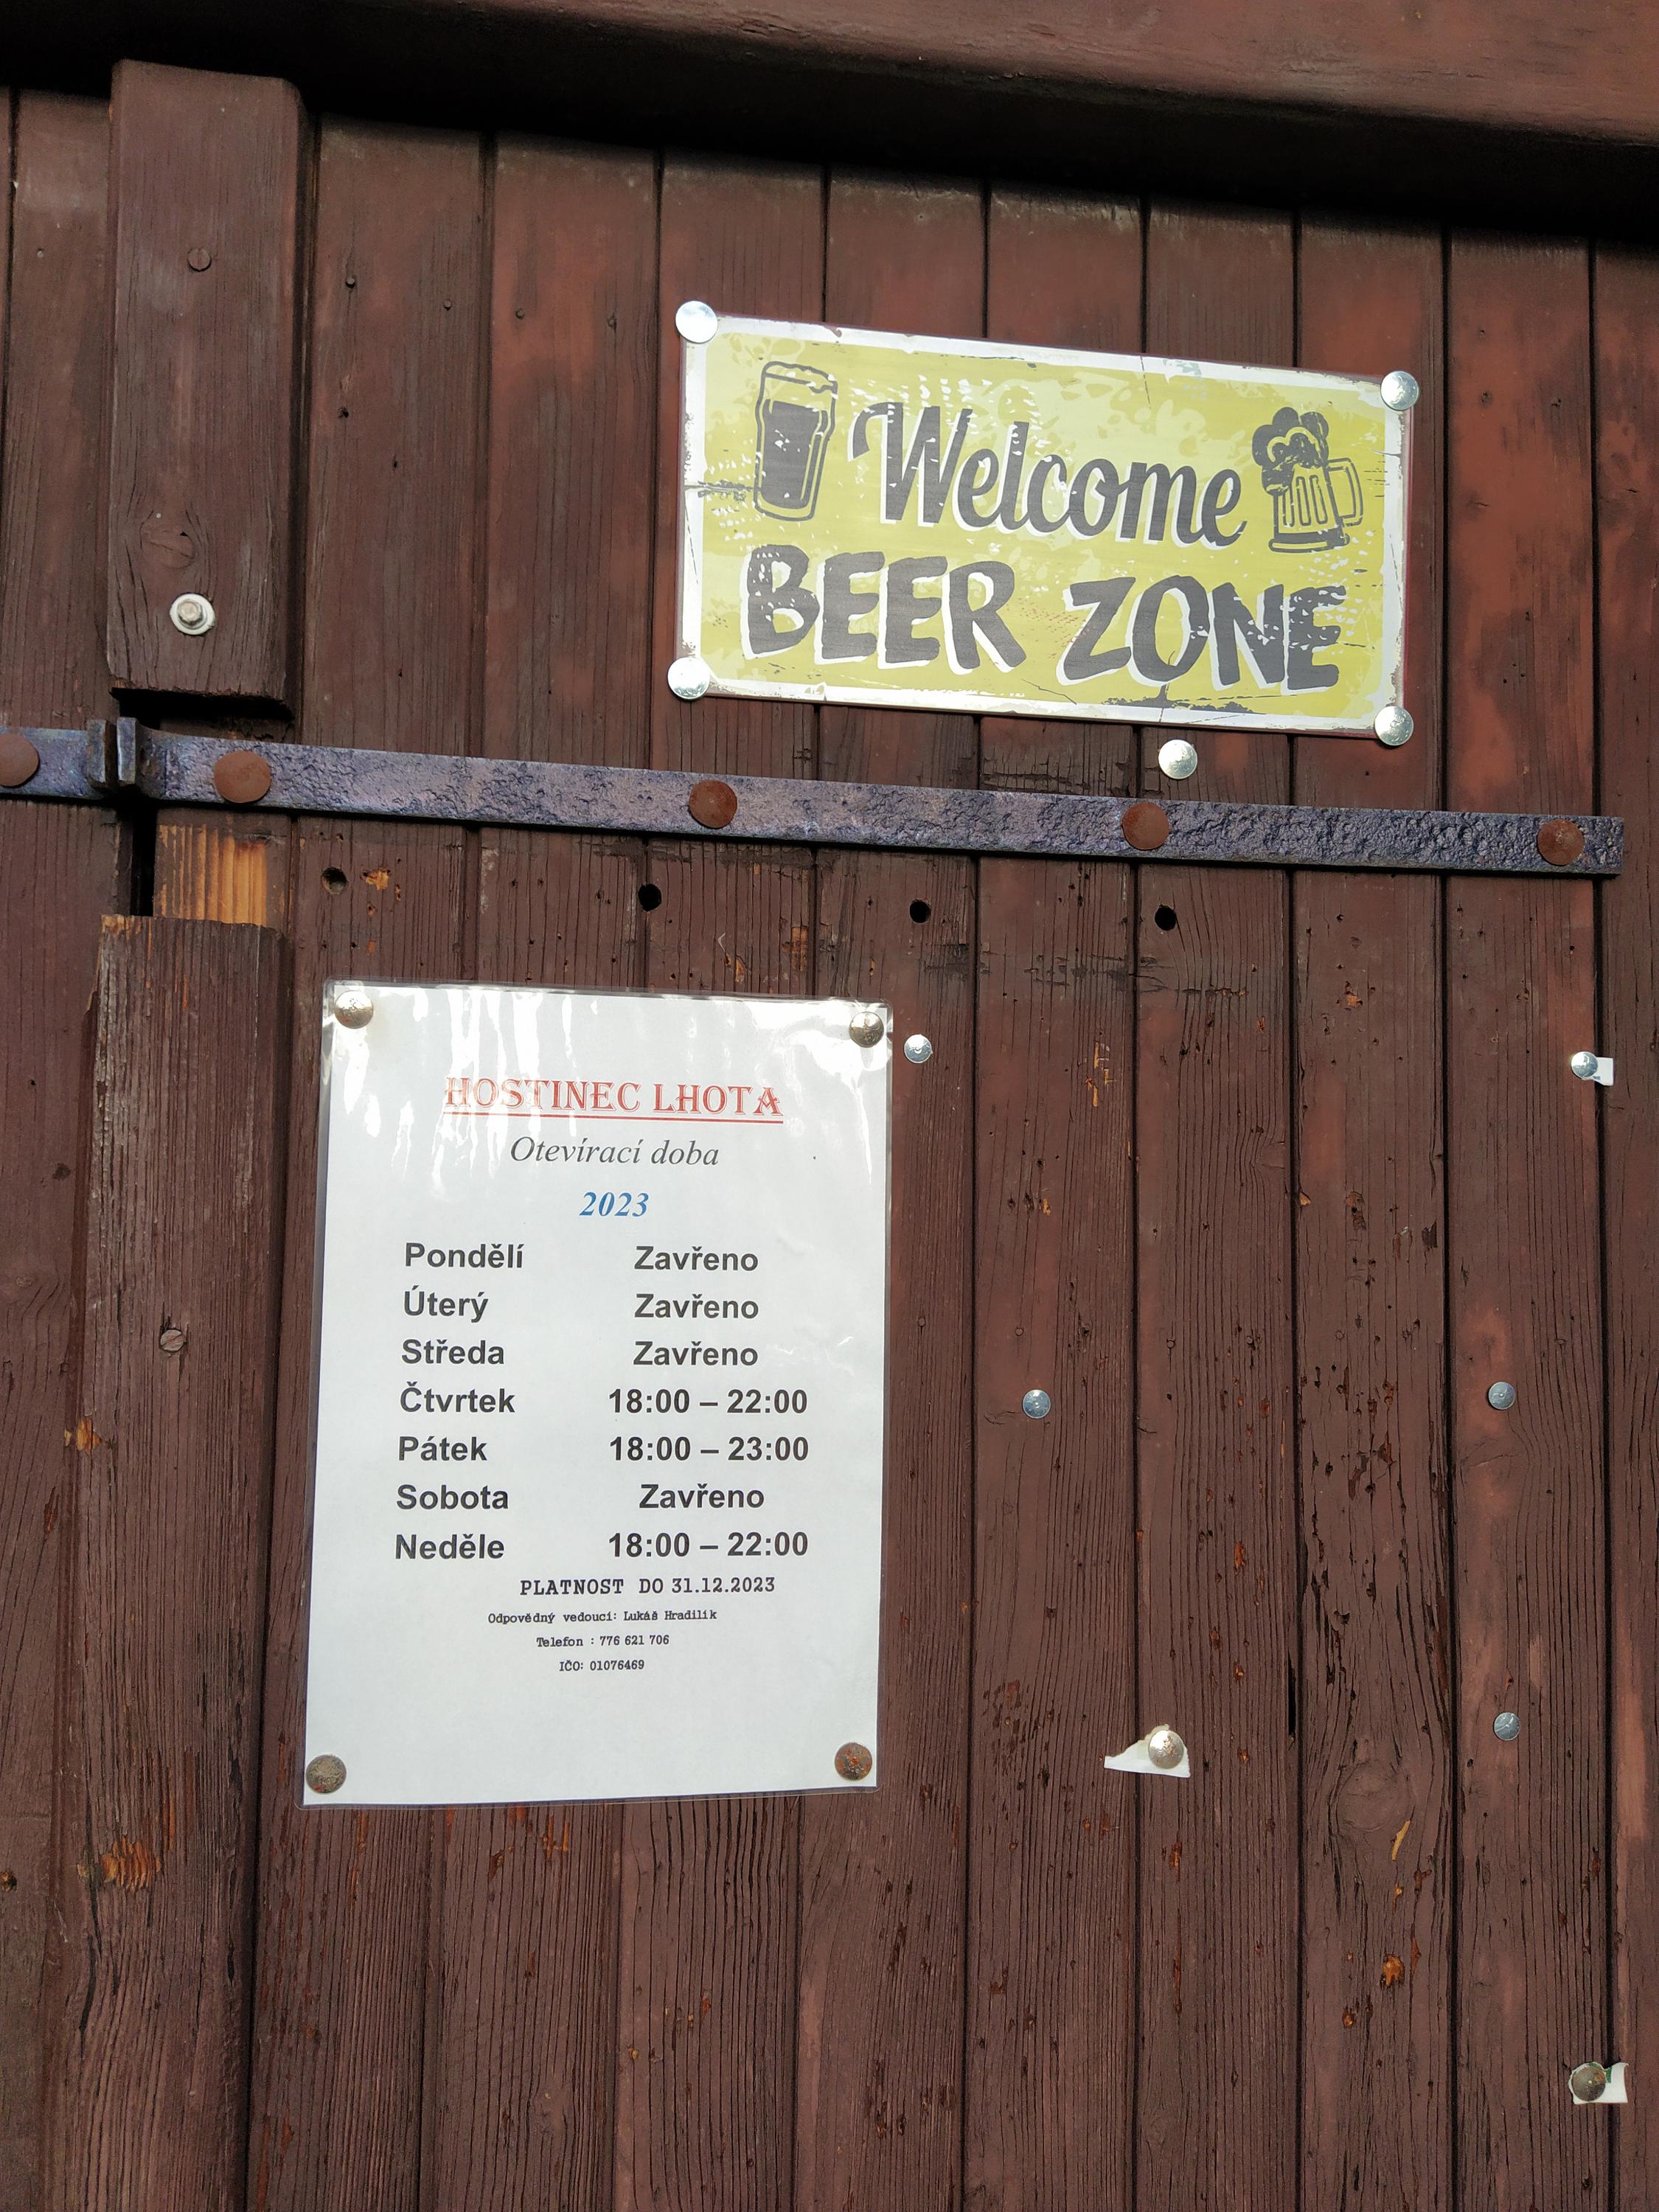 Welcome
BEER ZONE
HOSTINEC LHOTA
Otevírací doba
2023
Pondělí Zavřeno
Úterý Zavřeno
Středa Zavřeno
Čtvrtek 18:00 – 22:00
Pátek 18:00 – 23:00
Sobota Zavřeno
Neděle 18:00 – 22:00
PLATNOST DO 31.12.2023
Odpovědný vedoucí: Lukáš Hradilík
Telefon : 776 621 706
IČO: 01076469